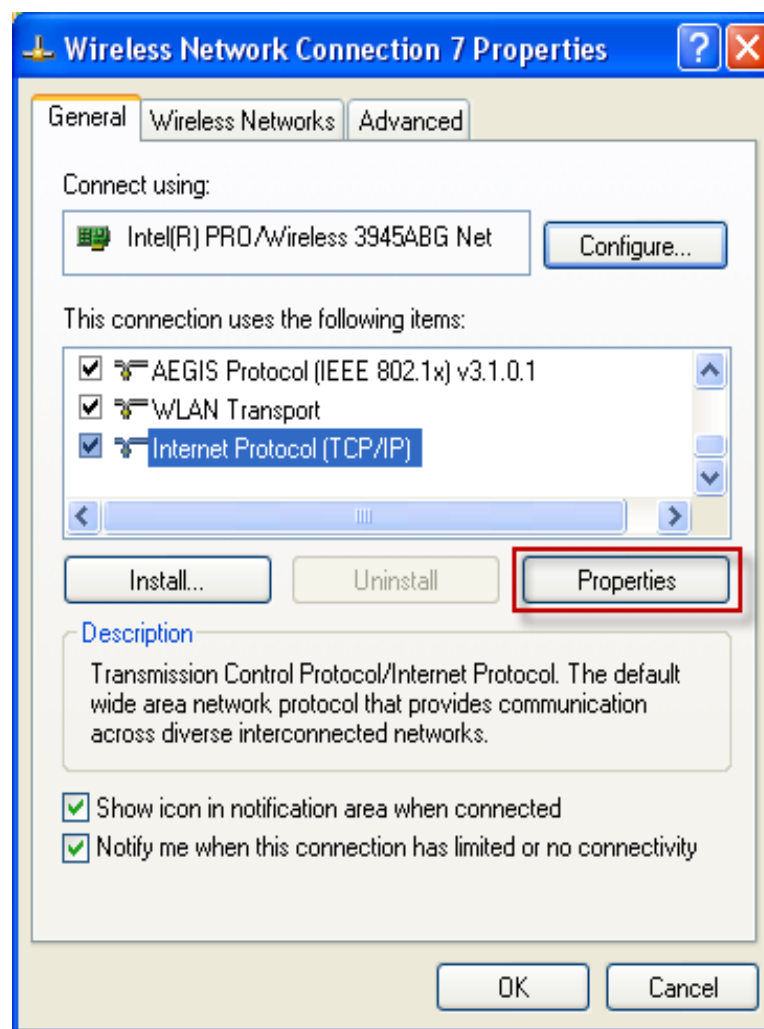 Wireless Network Connection 7 Properties
General Wireless Networks Advanced
Connect using:
Intel(R) PRO/Wireless 3945ABG Net Configure...
This connection uses the following items:
AEGIS Protocol (IEEE 802.1x) v3.1.0.1
WLAN Transport
Internet Protocol (TCP/IP)
Install... Uninstall Properties
Description
Transmission Control Protocol/Internet Protocol. The default
wide area network protocol that provides communication
across diverse interconnected networks.
Show icon in notification area when connected
Notify me when this connection has limited or no connectivity
OK Cancel